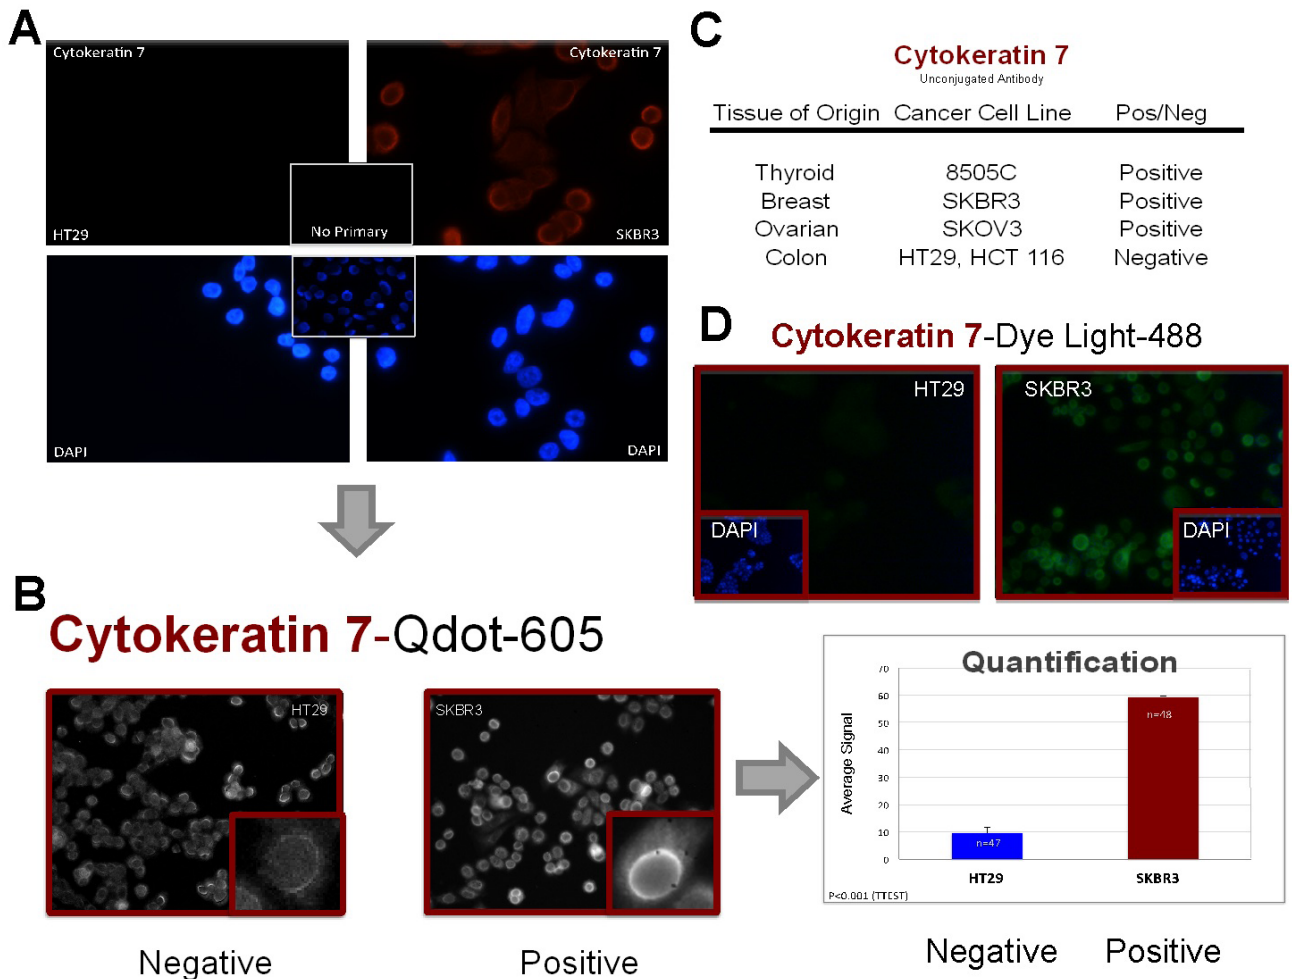 A
Cytokeratin 7
Cytokeratin 7
HT29
No Primary
SKBR3
DAPI
DAPI
B
Cytokeratin 7-Qdot-605
HT29
SKBR3
Negative
Positive
C
Cytokeratin 7
Unconjugated Antibody
Tissue of Origin Cancer Cell Line Pos/Neg
Thyroid 8505C Positive
Breast SKBR3 Positive
Ovarian SKOV3 Positive
Colon HT29, HCT 116 Negative
D
Cytokeratin 7-Dye Light-488
HT29
SKBR3
DAPI
DAPI
Quantification
Average Signal
70
60
50
40
30
20
10
0
n=47
n=48
HT29
SKBR3
P<0.001 (TTEST)
Negative
Positive